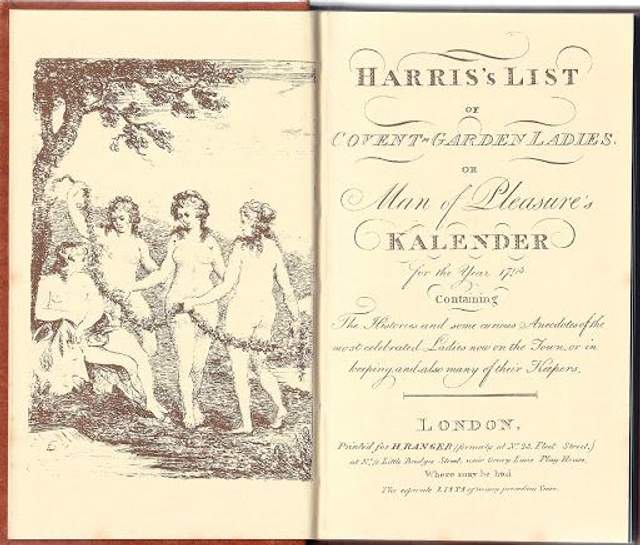 HARRIS'S LIST
OF
COVENT-GARDEN LADIES.
OR
Man of Pleasure's
KALENDER
for the Year 1793.
Containing
The Histories and some curious Anecdotes of the
most celebrated Ladies now on the Town, or in
keeping, and also many of their Keepers.
LONDON,
Printed for H. RANGER (formerly at No. 23, Fleet Street,)
at No. 9 Little Bridges Street, near Drury Lane Play House.
Where may be had
The separate LISTS of many preceeding Years.